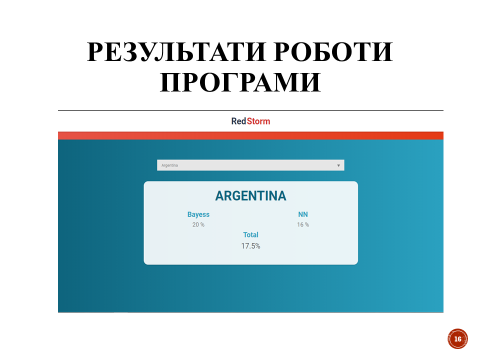 РЕЗУЛЬТАТИ РОБОТИ
ПРОГРАМИ
RedStorm
Argentina
ARGENTINA
Bayess NN
20 % 16 %
Total
17.5%
16